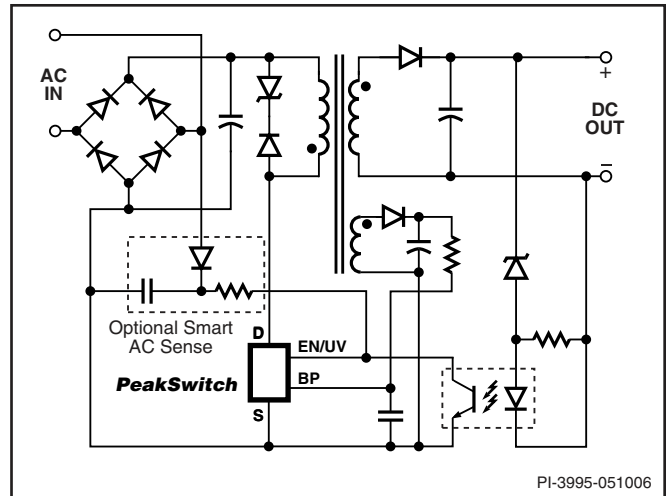 AC
IN
+
DC
OUT
−
Optional Smart
AC Sense
D
EN/UV
PeakSwitch
BP
S
PI-3995-051006